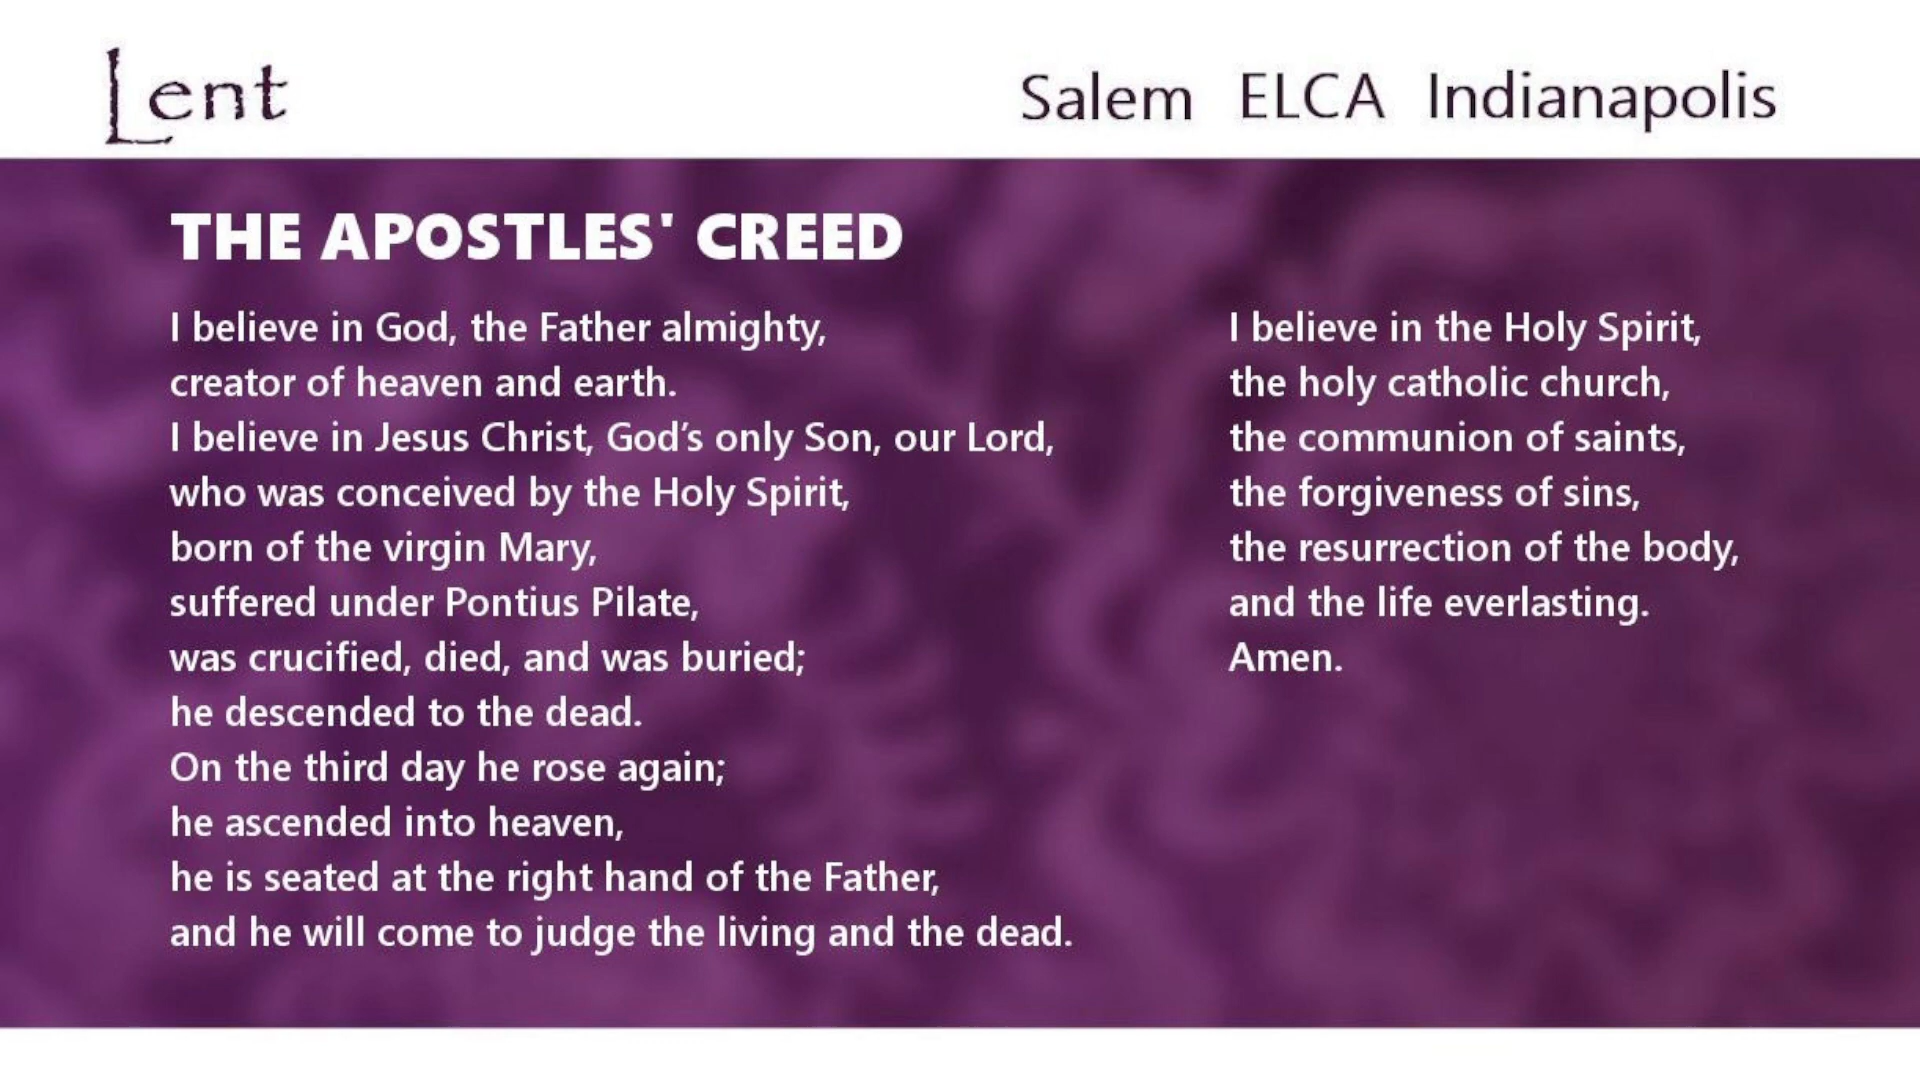 Lent
Salem ELCA Indianapolis
THE APOSTLES' CREED
I believe in God, the Father almighty,
creator of heaven and earth.
I believe in Jesus Christ, God’s only Son, our Lord,
who was conceived by the Holy Spirit,
born of the virgin Mary,
suffered under Pontius Pilate,
was crucified, died, and was buried;
he descended to the dead.
On the third day he rose again;
he ascended into heaven,
he is seated at the right hand of the Father,
and he will come to judge the living and the dead.
I believe in the Holy Spirit,
the holy catholic church,
the communion of saints,
the forgiveness of sins,
the resurrection of the body,
and the life everlasting.
Amen.